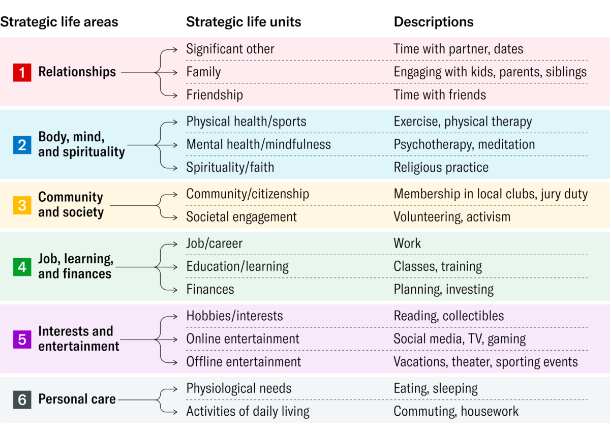 Strategic life areas Strategic life units Descriptions
Significant other Time with partner, dates
1 Relationships Family Engaging with kids, parents, siblings
Friendship Time with friends
Physical health/sports Exercise, physical therapy
2 Body, mind,
and spirituality Mental health/mindfulness Psychotherapy, meditation
Spirituality/faith Religious practice
3 Community
and society Community/citizenship Membership in local clubs, jury duty
Societal engagement Volunteering, activism
Job/career Work
4 Job, learning,
and finances Education/learning Classes, training
Finances Planning, investing
Hobbies/interests Reading, collectibles
5 Interests and
entertainment Online entertainment Social media, TV, gaming
Offline entertainment Vacations, theater, sporting events
6 Personal care Physiological needs Eating, sleeping
Activities of daily living Commuting, housework